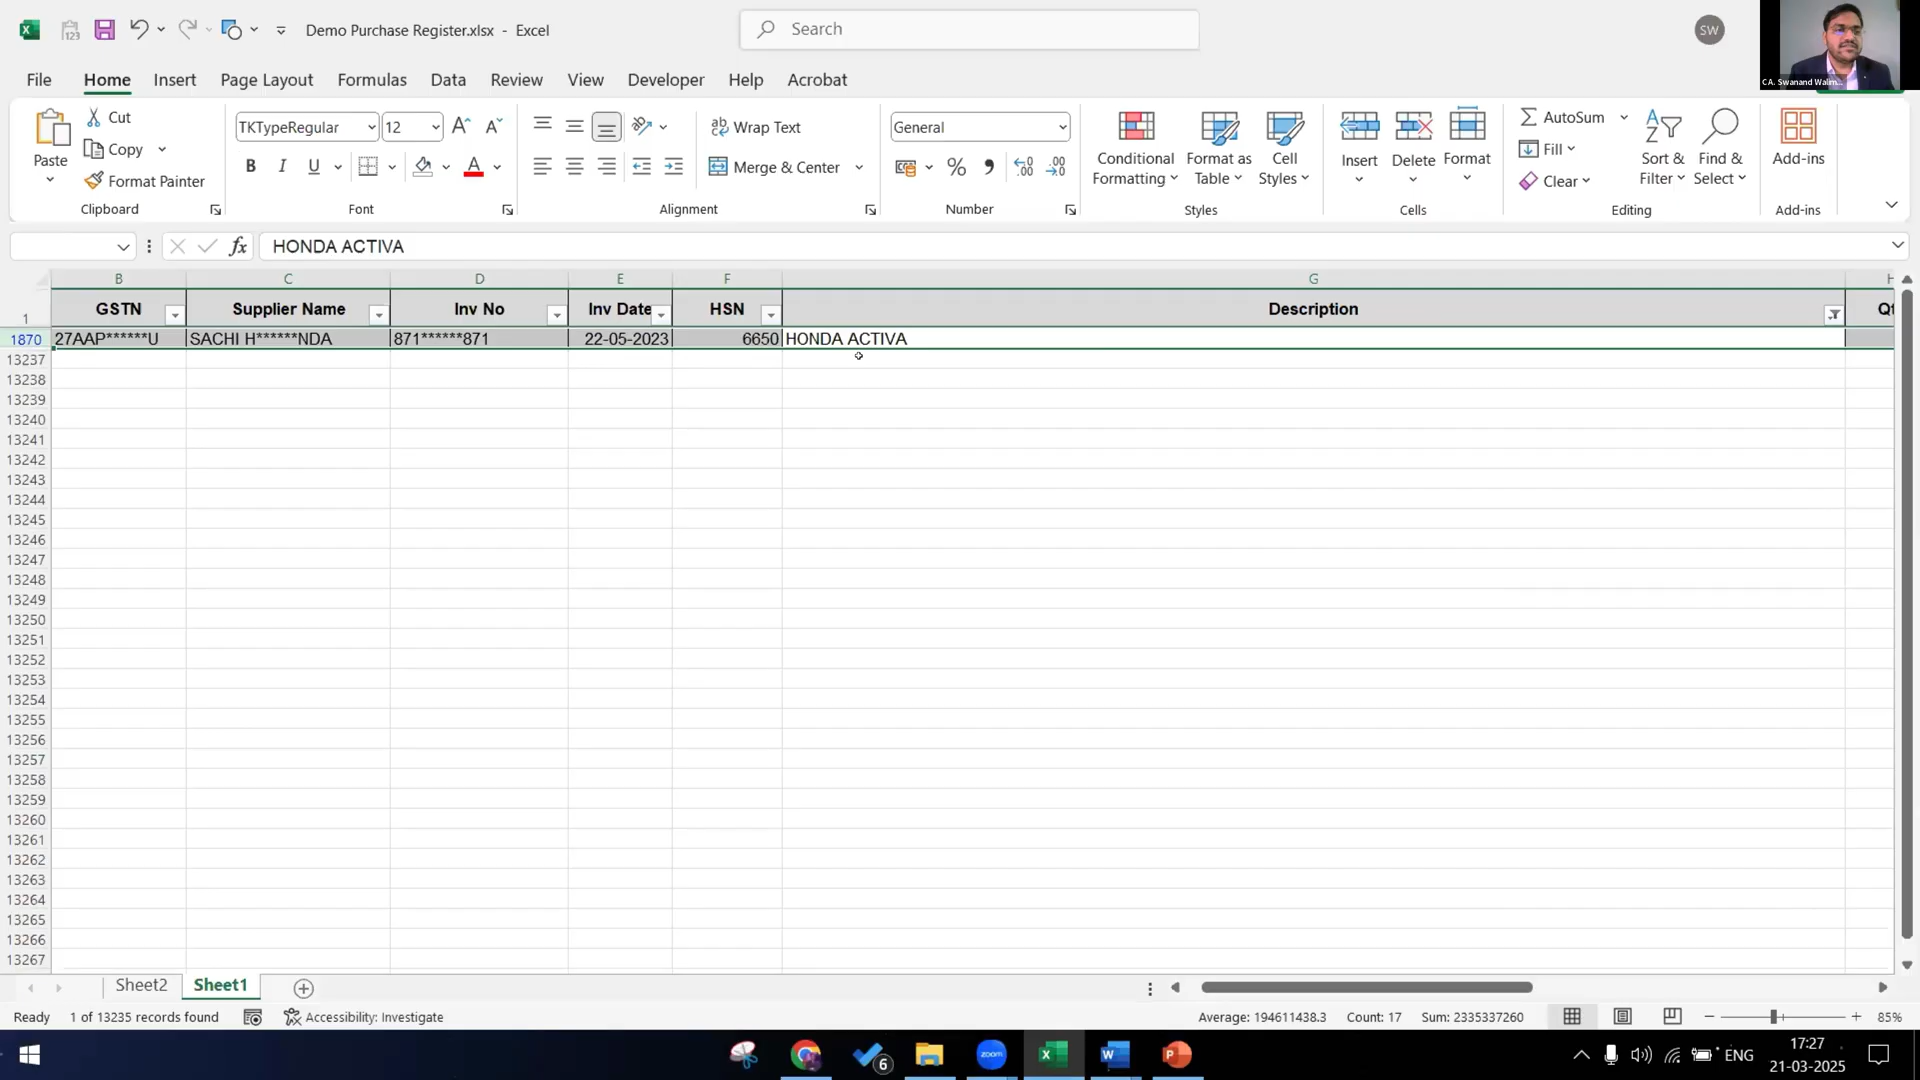 Demo Purchase Register.xlsx - Excel
Search
SW
CA. Swanand Walim...
File Home Insert Page Layout Formulas Data Review View Developer Help Acrobat
Paste
Cut
Copy
Format Painter
Clipboard
TKTypeRegular 12
B I U
Font
Wrap Text
Merge & Center
Alignment
General
Number
Conditional Formatting
Format as Table
Cell Styles
Styles
Insert Delete Format
Cells
AutoSum
Fill
Clear
Sort & Filter
Find & Select
Editing
Add-ins
Add-ins
fx HONDA ACTIVA
B C D E F G H
1 GSTN Supplier Name Inv No Inv Date HSN Description Qt
1870 27AAP******U SACHI H******NDA 871******871 22-05-2023 6650 HONDA ACTIVA
13237
13238
13239
13240
13241
13242
13243
13244
13245
13246
13247
13248
13249
13250
13251
13252
13253
13254
13255
13256
13257
13258
13259
13260
13261
13262
13263
13264
13265
13266
13267
Sheet2 Sheet1
Ready 1 of 13235 records found Accessibility: Investigate Average: 194611438.3 Count: 17 Sum: 2335337260 85%
6 zoom ENG 17:27
21-03-2025